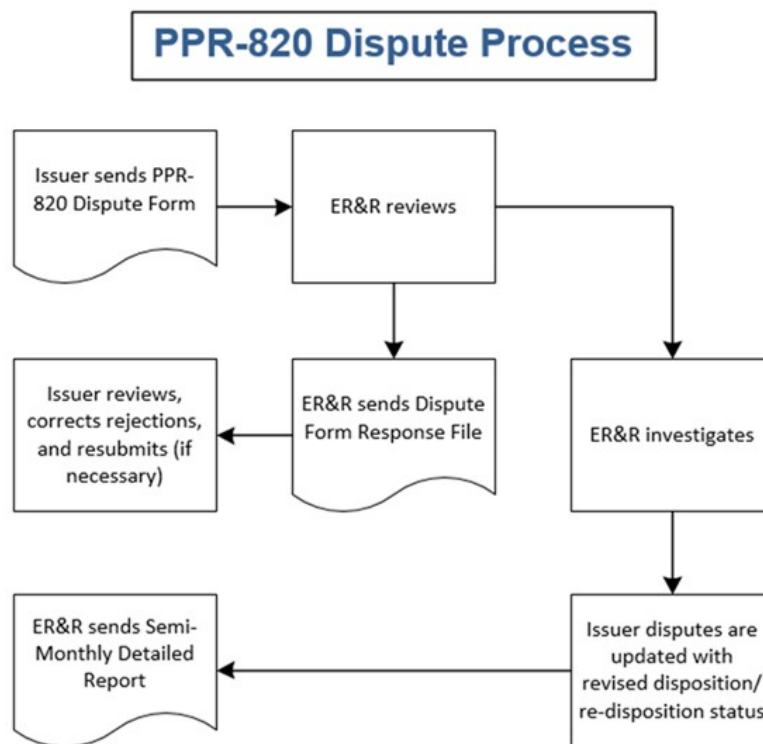 PPR-820 Dispute Process
Issuer sends PPR-
820 Dispute Form
ER&R reviews
Issuer reviews,
corrects rejections,
and resubmits (if
necessary)
ER&R sends Dispute
Form Response File
ER&R investigates
ER&R sends Semi-
Monthly Detailed
Report
Issuer disputes are
updated with
revised disposition/
re-disposition status